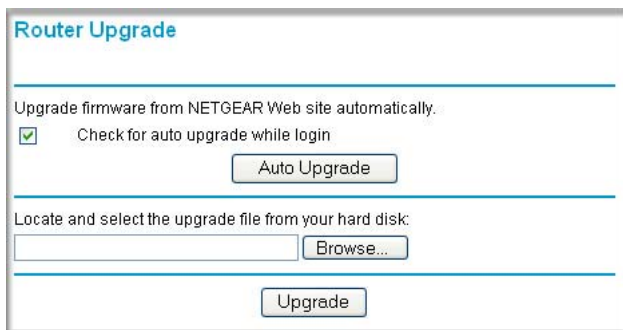 Router Upgrade
Upgrade firmware from NETGEAR Web site automatically.
Check for auto upgrade while login
Auto Upgrade
Locate and select the upgrade file from your hard disk:
Browse...
Upgrade